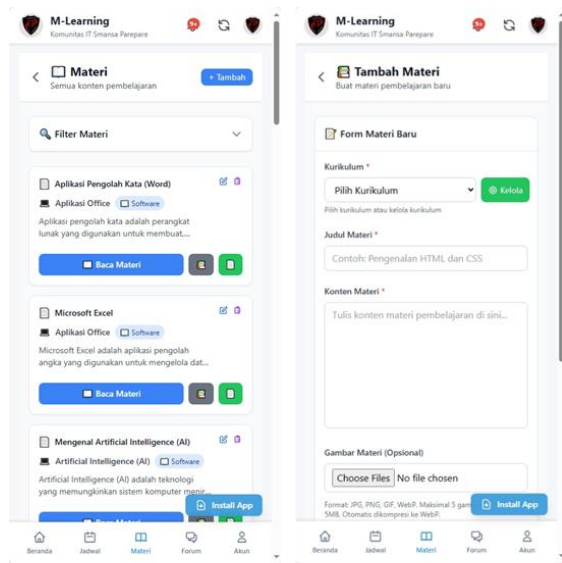 M-Learning
Komunitas IT Smansa Parepare
9+
Materi
Semua konten pembelajaran
+ Tambah
Filter Materi
Aplikasi Pengolah Kata (Word)
Aplikasi Office
Software
Aplikasi pengolah kata adalah perangkat
lunak yang digunakan untuk membuat,...
Baca Materi
Microsoft Excel
Aplikasi Office
Software
Microsoft Excel adalah aplikasi pengolah
angka yang digunakan untuk mengelola dat...
Baca Materi
Mengenal Artificial Intelligence (AI)
Artificial Intelligence (AI)
Software
Artificial Intelligence (AI) adalah teknologi
yang memungkinkan sistem komputer
Install App
Beranda
Jadwal
Materi
Forum
Akun
M-Learning
Komunitas IT Smansa Parepare
9+
Tambah Materi
Buat materi pembelajaran baru
Form Materi Baru
Kurikulum *
Pilih Kurikulum
Kelola
Pilih kurikulum atau kelola kurikulum
Judul Materi *
Contoh: Pengenalan HTML dan CSS
Konten Materi *
Tulis konten materi pembelajaran di sini...
Gambar Materi (Opsional)
Choose Files No file chosen
Format: JPG, PNG, GIF, WebP. Maksimal 5
5MB. Otomatis dikompresi ke WebP.
Install App
Beranda
Jadwal
Materi
Forum
Akun